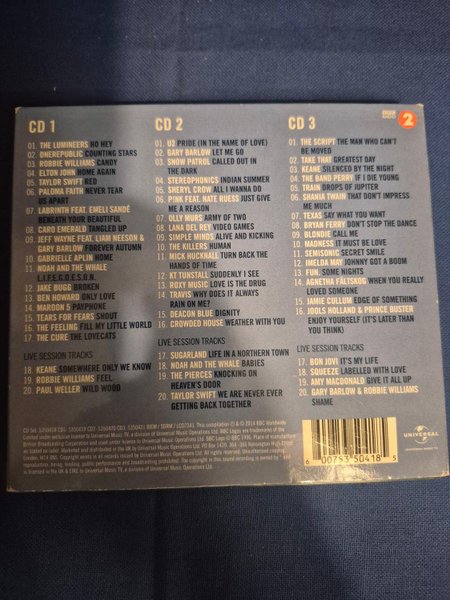 BBC RADIO 2
CD 1
01. THE LUMINEERS HO HEY
02. ONEREPUBLIC COUNTING STARS
03. ROBBIE WILLIAMS CANDY
04. ELTON JOHN HOME AGAIN
05. TAYLOR SWIFT RED
06. PALOMA FAITH NEVER TEAR
US APART
07. LABRINTH FEAT. EMELI SANDÉ
BENEATH YOUR BEAUTIFUL
08. CARO EMERALD TANGLED UP
09. JEFF WAYNE FEAT. LIAM NEESON &
GARY BARLOW FOREVER AUTUMN
10. GABRIELLE APLIN HOME
11. NOAH AND THE WHALE
L.I.F.E.G.O.E.S.O.N.
12. JAKE BUGG BROKEN
13. BEN HOWARD ONLY LOVE
14. MAROON 5 PAYPHONE
15. TEARS FOR FEARS SHOUT
16. THE FEELING FILL MY LITTLE WORLD
17. THE CURE THE LOVECATS
LIVE SESSION TRACKS
18. KEANE SOMEWHERE ONLY WE KNOW
19. ROBBIE WILLIAMS FEEL
20. PAUL WELLER WILD WOOD
CD 2
01. U2 PRIDE (IN THE NAME OF LOVE)
02. GARY BARLOW LET ME GO
03. SNOW PATROL CALLED OUT IN
THE DARK
04. STEREOPHONICS INDIAN SUMMER
05. SHERYL CROW ALL I WANNA DO
06. P!NK FEAT. NATE RUESS JUST GIVE
ME A REASON
07. OLLY MURS ARMY OF TWO
08. LANA DEL REY VIDEO GAMES
09. SIMPLE MINDS ALIVE AND KICKING
10. THE KILLERS HUMAN
11. MICK HUCKNALL TURN BACK THE
HANDS OF TIME
12. KT TUNSTALL SUDDENLY I SEE
13. ROXY MUSIC LOVE IS THE DRUG
14. TRAVIS WHY DOES IT ALWAYS
RAIN ON ME?
15. DEACON BLUE DIGNITY
16. CROWDED HOUSE WEATHER WITH YOU
LIVE SESSION TRACKS
17. SUGARLAND LIFE IN A NORTHERN TOWN
18. NOAH AND THE WHALE BABIES
19. THE PIERCES KNOCKING ON
HEAVEN'S DOOR
20. TAYLOR SWIFT WE ARE NEVER EVER
GETTING BACK TOGETHER
CD 3
01. THE SCRIPT THE MAN WHO CAN'T
BE MOVED
02. TAKE THAT GREATEST DAY
03. KEANE SILENCED BY THE NIGHT
04. THE BAND PERRY IF I DIE YOUNG
05. TRAIN DROPS OF JUPITER
06. SHANIA TWAIN THAT DON'T IMPRESS
ME MUCH
07. TEXAS SAY WHAT YOU WANT
08. BRYAN FERRY DON'T STOP THE DANCE
09. BLONDIE CALL ME
10. MADNESS IT MUST BE LOVE
11. SEMISONIC SECRET SMILE
12. IMELDA MAY JOHNNY GOT A BOOM
13. FUN. SOME NIGHTS
14. AGNETHA FÄLTSKOG WHEN YOU REALLY
LOVED SOMEONE
15. JAMIE CULLUM EDGE OF SOMETHING
16. JOOLS HOLLAND & PRINCE BUSTER
ENJOY YOURSELF (IT'S LATER THAN
YOU THINK)
LIVE SESSION TRACKS
17. BON JOVI IT'S MY LIFE
18. SQUEEZE LABELLED WITH LOVE
19. AMY MACDONALD GIVE IT ALL UP
20. GARY BARLOW & ROBBIE WILLIAMS
SHAME
UNIVERSAL
6 00753 50418 5